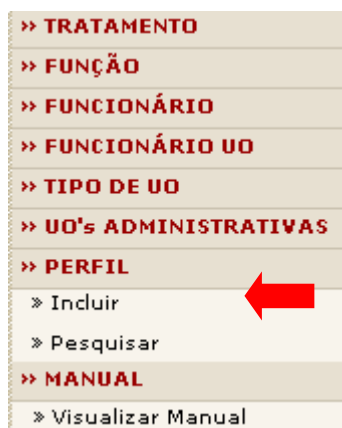 » TRATAMENTO
» FUNÇÃO
» FUNCIONÁRIO
» FUNCIONÁRIO UO
» TIPO DE UO
» UO's ADMINISTRATIVAS
» PERFIL
» Incluir
» Pesquisar
» MANUAL
» Visualizar Manual